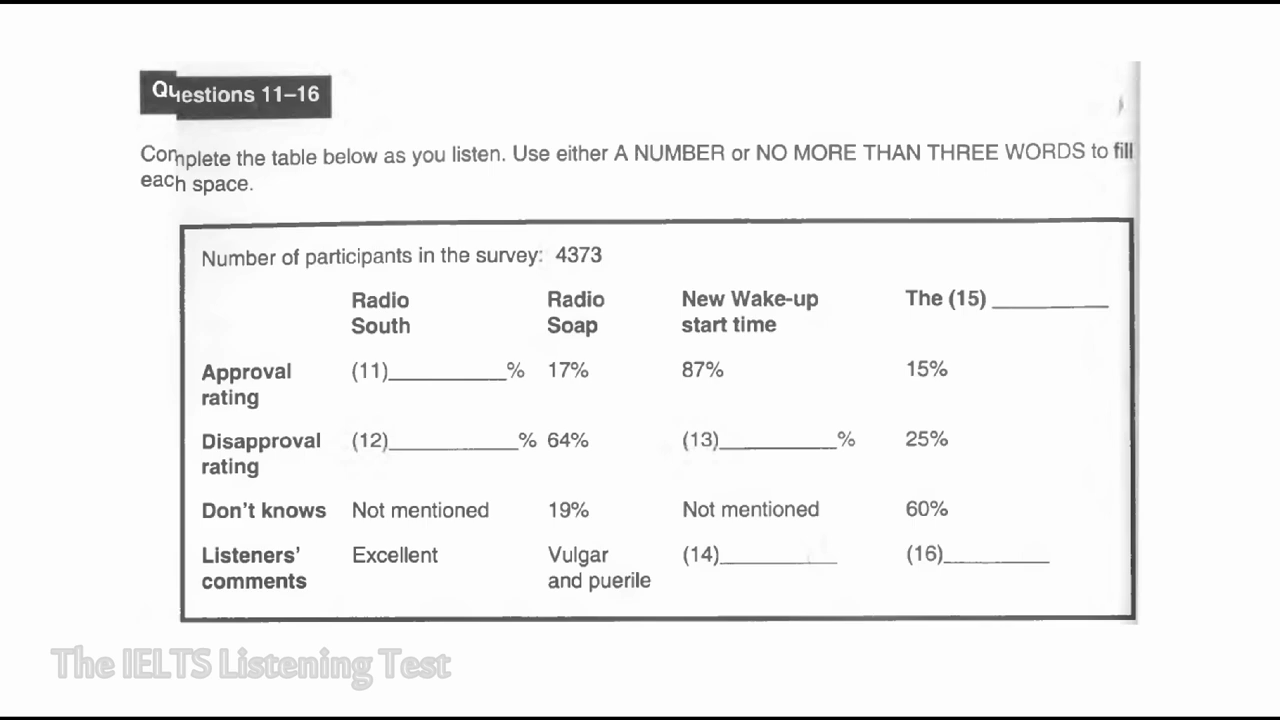 Questions 11–16
Complete the table below as you listen. Use either A NUMBER or NO MORE THAN THREE WORDS to fill
each space.
Number of participants in the survey: 4373
Radio South Radio Soap New Wake-up start time The (15) __________
Approval rating (11)__________% 17% 87% 15%
Disapproval rating (12)__________% 64% (13)__________% 25%
Don't knows Not mentioned 19% Not mentioned 60%
Listeners' comments Excellent Vulgar and puerile (14)__________ (16)__________
The IELTS Listening Test